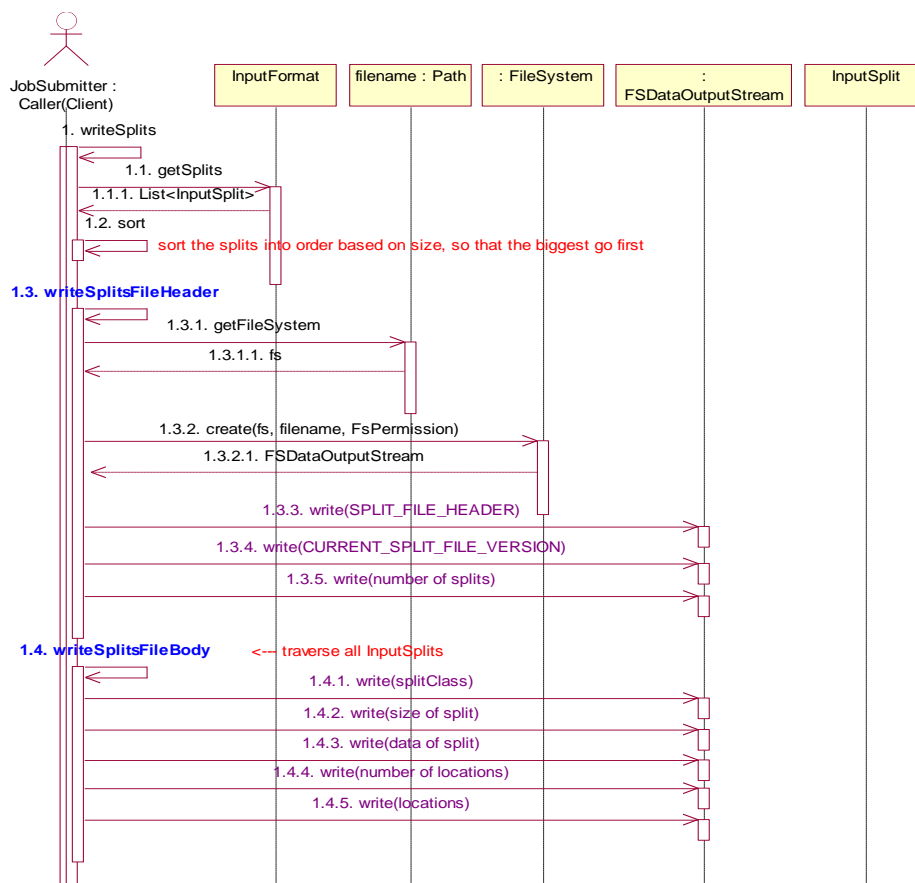 JobSubmitter :
Caller(Client)
InputFormat
filename : Path
: FileSystem
:
FSDataOutputStream
InputSplit
1. writeSplits
1.1. getSplits
1.1.1. List<InputSplit>
1.2. sort
sort the splits into order based on size, so that the biggest go first
1.3. writeSplitsFileHeader
1.3.1. getFileSystem
1.3.1.1. fs
1.3.2. create(fs, filename, FsPermission)
1.3.2.1. FSDataOutputStream
1.3.3. write(SPLIT_FILE_HEADER)
1.3.4. write(CURRENT_SPLIT_FILE_VERSION)
1.3.5. write(number of splits)
1.4. writeSplitsFileBody
<--- traverse all InputSplits
1.4.1. write(splitClass)
1.4.2. write(size of split)
1.4.3. write(data of split)
1.4.4. write(number of locations)
1.4.5. write(locations)